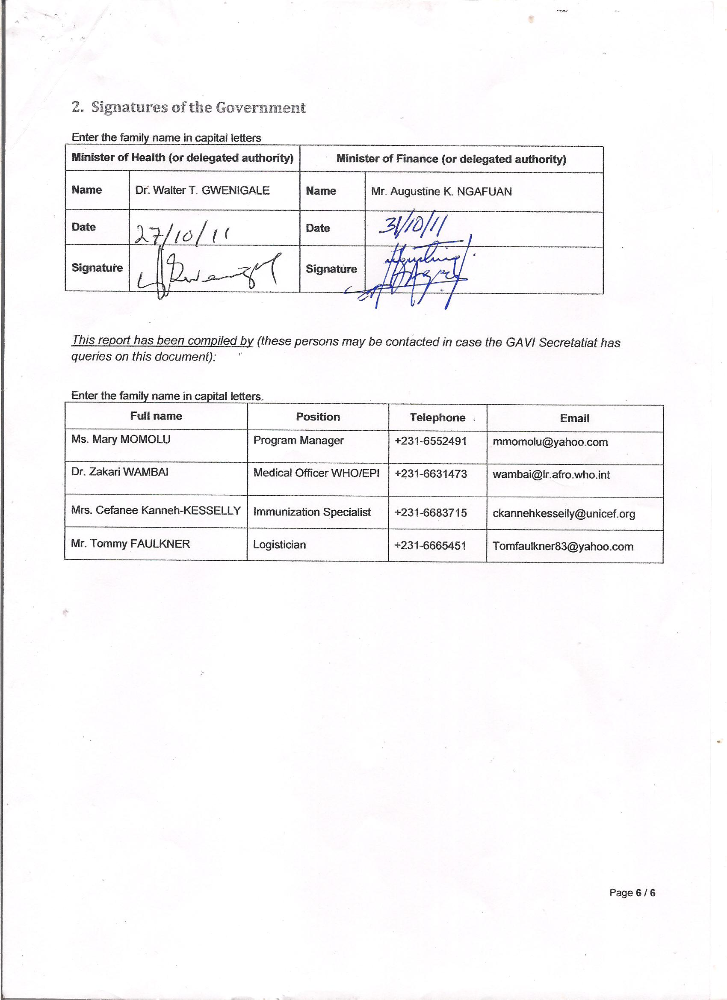 2. Signatures of the Government
Enter the family name in capital letters
Minister of Health (or delegated authority) Minister of Finance (or delegated authority)
Name Dr. Walter T. GWENIGALE Name Mr. Augustine K. NGAFUAN
Date 27/10/11 Date 31/10/11
Signature Signature
This report has been compiled by (these persons may be contacted in case the GAVI Secretatiat has
queries on this document):
Enter the family name in capital letters.
Full name Position Telephone Email
Ms. Mary MOMOLU Program Manager +231-6552491 mmomolu@yahoo.com
Dr. Zakari WAMBAI Medical Officer WHO/EPI +231-6631473 wambai@lr.afro.who.int
Mrs. Cefanee Kanneh-KESSELLY Immunization Specialist +231-6683715 ckannehkesselly@unicef.org
Mr. Tommy FAULKNER Logistician +231-6665451 Tomfaulkner83@yahoo.com
Page 6 / 6